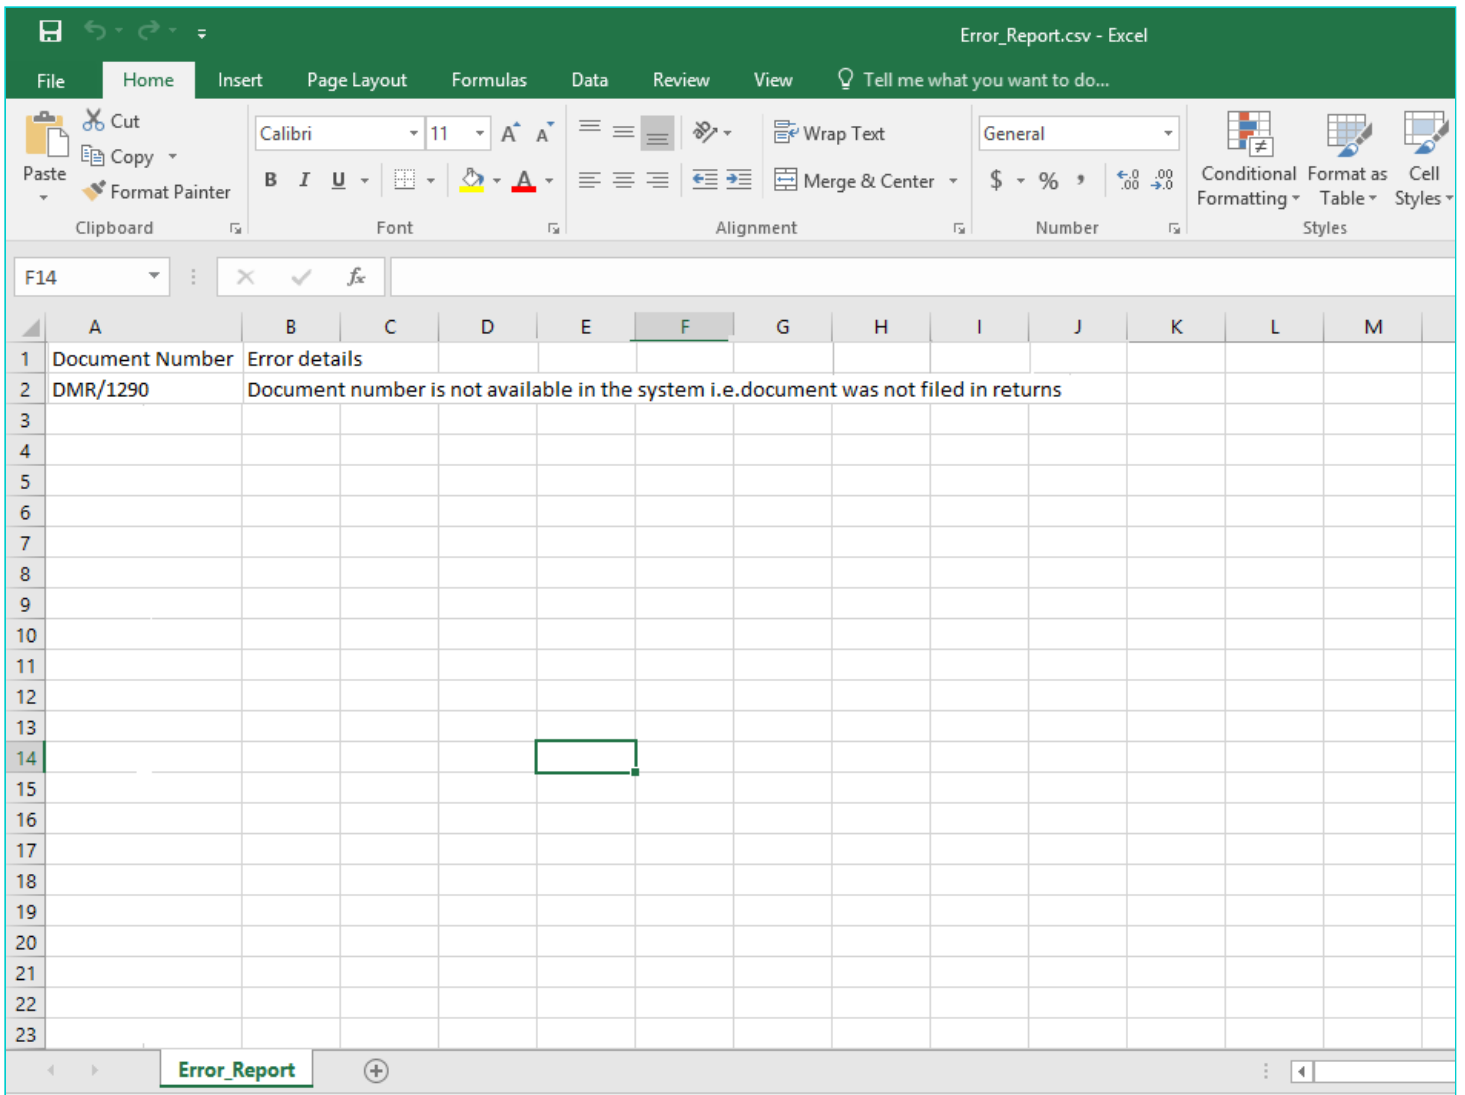 Error_Report.csv - Excel
File Home Insert Page Layout Formulas Data Review View Tell me what you want to do...
Paste
Cut
Copy
Format Painter
Clipboard
Calibri 11 A A
B I U A
Font
Wrap Text
Merge & Center
Alignment
General
$ % , .0 .00 .00 .0
Number
Conditional Formatting
Format as Table
Cell Styles
Styles
F14 fx
A B C D E F G H I J K L M
1 Document Number Error details
2 DMR/1290 Document number is not available in the system i.e.document was not filed in returns
3
4
5
6
7
8
9
10
11
12
13
14
15
16
17
18
19
20
21
22
23
Error_Report